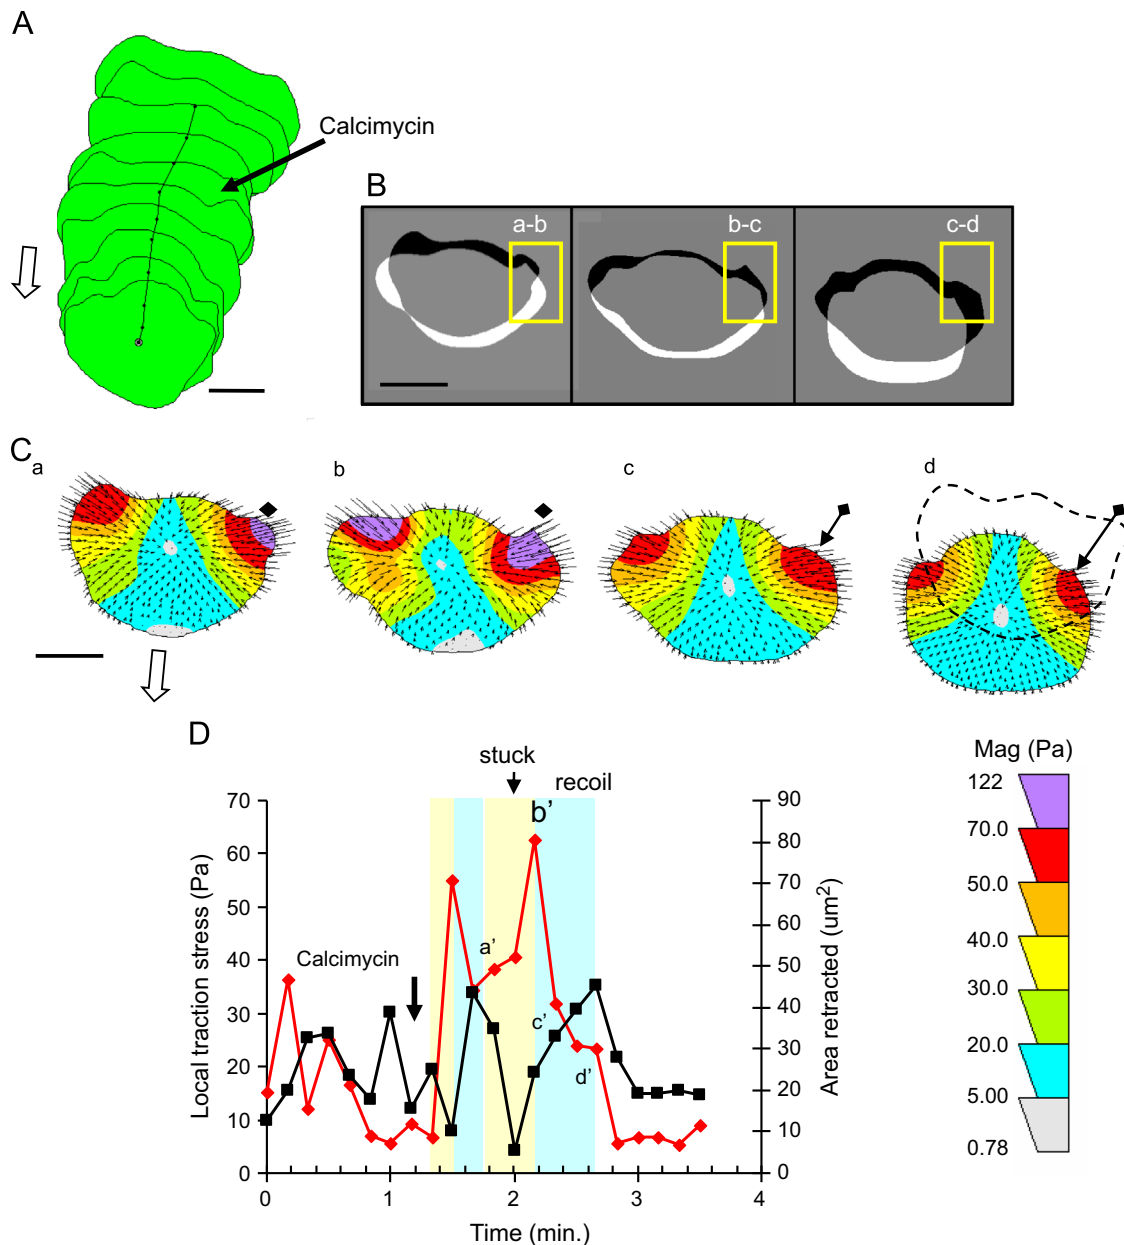 A
Calcimycin
B
a-b
b-c
c-d
C
a
b
c
d
D
stuck
recoil
b’
a’
c’
d’
Calcimycin
Local traction stress (Pa)
70
60
50
40
30
20
10
0
Area retracted (um²)
90
80
70
60
50
40
30
20
10
0
0
1
2
3
4
Time (min.)
Mag (Pa)
122
70.0
50.0
40.0
30.0
20.0
5.00
0.78